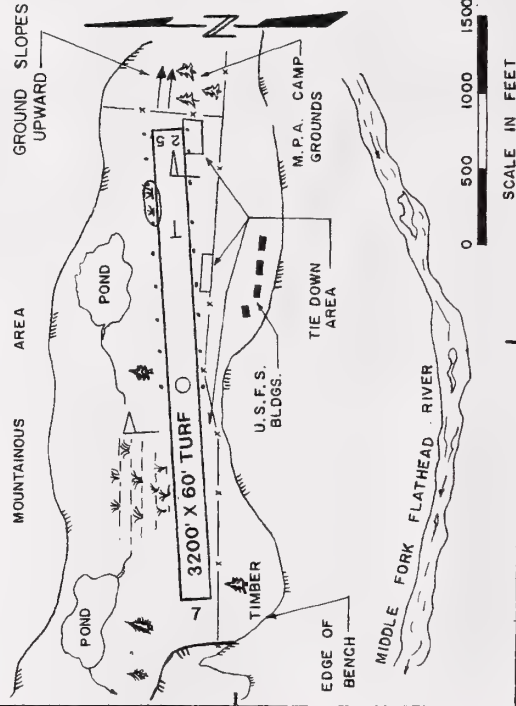 GROUND SLOPES
UPWARD
N
MOUNTAINOUS AREA
POND
POND
25
T
3200' X 60' TURF
7
TIMBER
EDGE OF
BENCH
U.S.F.S.
BLDGS.
TIE DOWN
AREA
M.P.A. CAMP
GROUNDS
MIDDLE FORK FLATHEAD RIVER
0 500 1000 1500
SCALE IN FEET